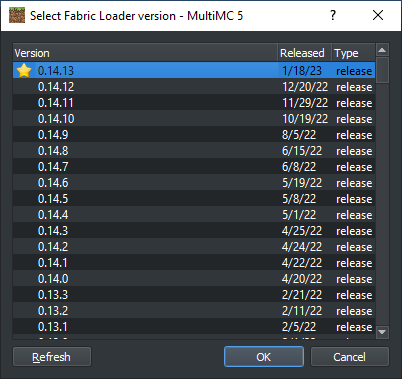 Select Fabric Loader version - MultiMC 5
Version Released Type
0.14.13 1/18/23 release
0.14.12 12/20/22 release
0.14.11 11/29/22 release
0.14.10 10/19/22 release
0.14.9 8/5/22 release
0.14.8 6/15/22 release
0.14.7 6/8/22 release
0.14.6 5/19/22 release
0.14.5 5/8/22 release
0.14.4 5/1/22 release
0.14.3 4/25/22 release
0.14.2 4/24/22 release
0.14.1 4/22/22 release
0.14.0 4/20/22 release
0.13.3 2/21/22 release
0.13.2 2/11/22 release
0.13.1 2/5/22 release
Refresh OK Cancel